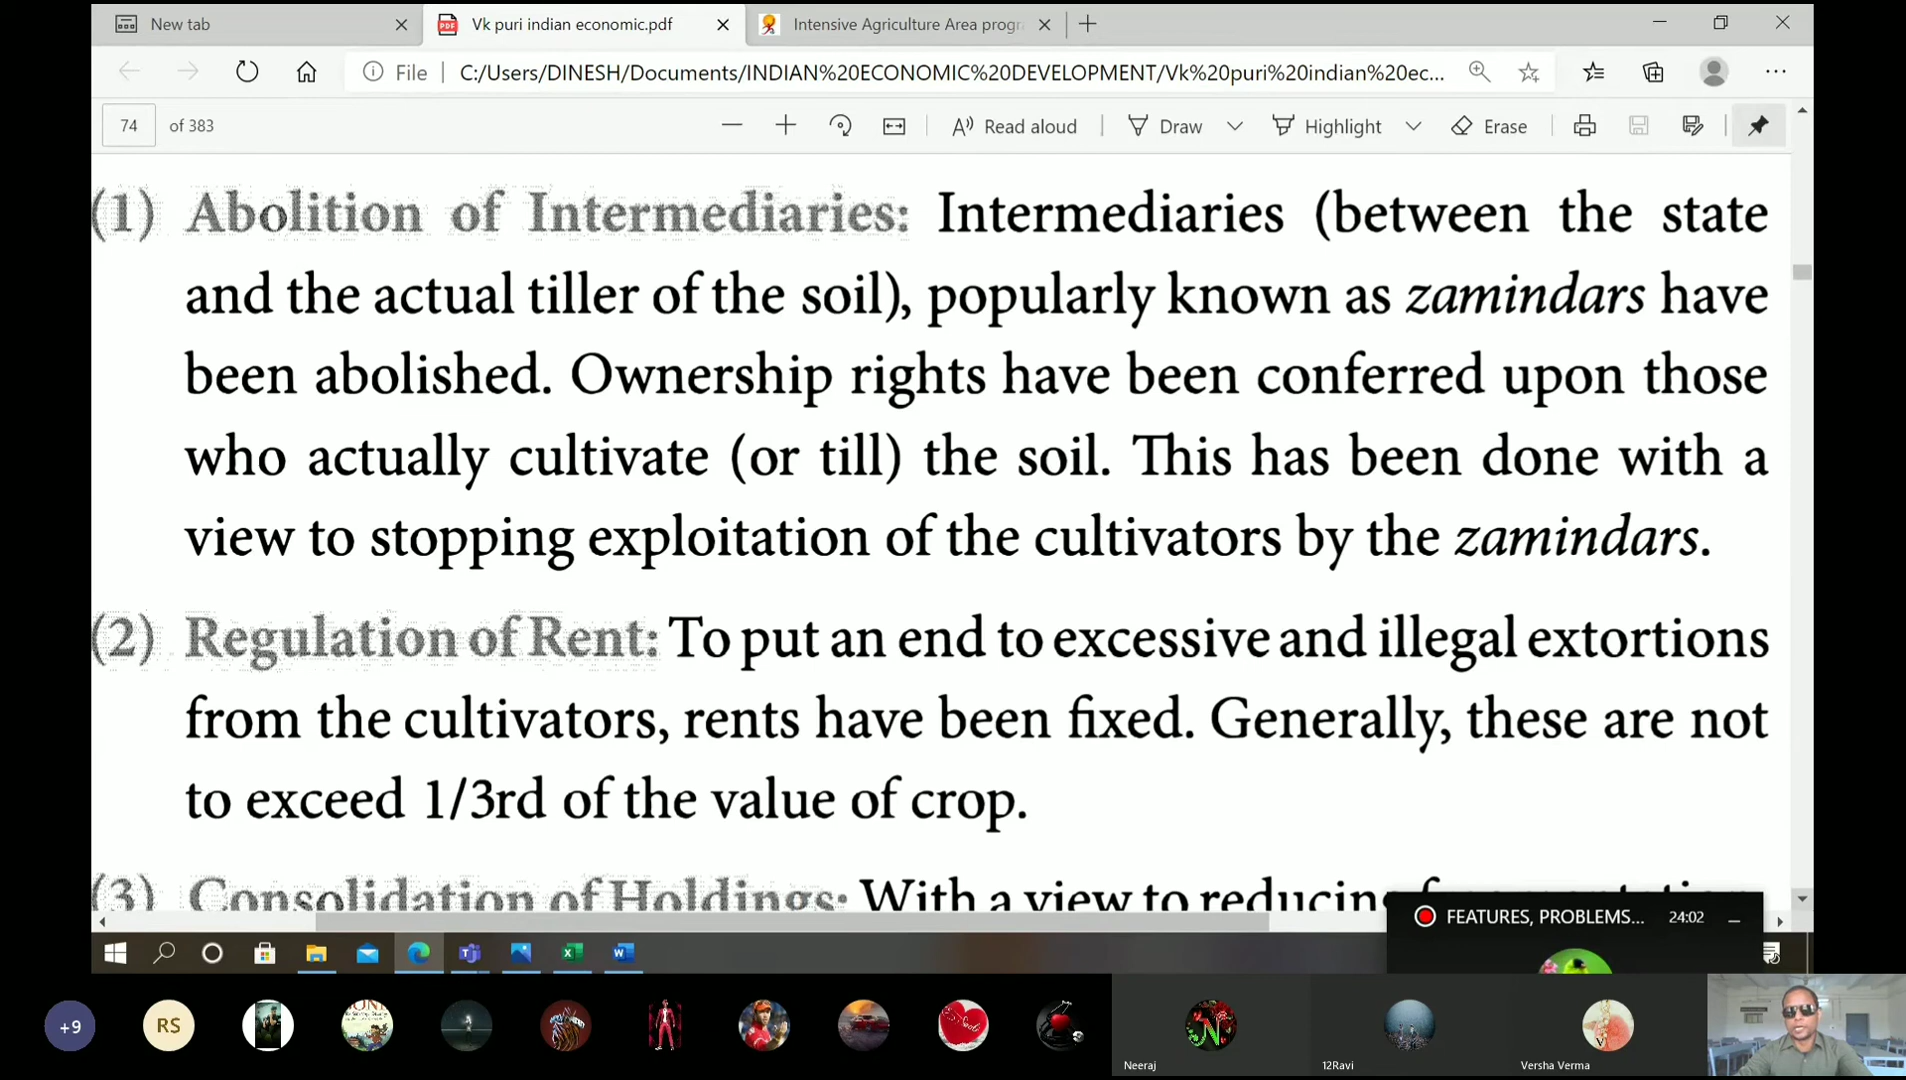 New tab
Vk puri indian economic.pdf
Intensive Agriculture Area progr
File
C:/Users/DINESH/Documents/INDIAN%20ECONOMIC%20DEVELOPMENT/Vk%20puri%20indian%20ec...
74 of 383
Read aloud
Draw
Highlight
Erase
(1) Abolition of Intermediaries: Intermediaries (between the state
and the actual tiller of the soil), popularly known as zamindars have
been abolished. Ownership rights have been conferred upon those
who actually cultivate (or till) the soil. This has been done with a
view to stopping exploitation of the cultivators by the zamindars.
(2) Regulation of Rent: To put an end to excessive and illegal extortions
from the cultivators, rents have been fixed. Generally, these are not
to exceed 1/3rd of the value of crop.
(3) Consolidation of Holdings: With a view to reducing
FEATURES, PROBLEMS... 24:02
+9
RS
Neeraj
12Ravi
Versha Verma